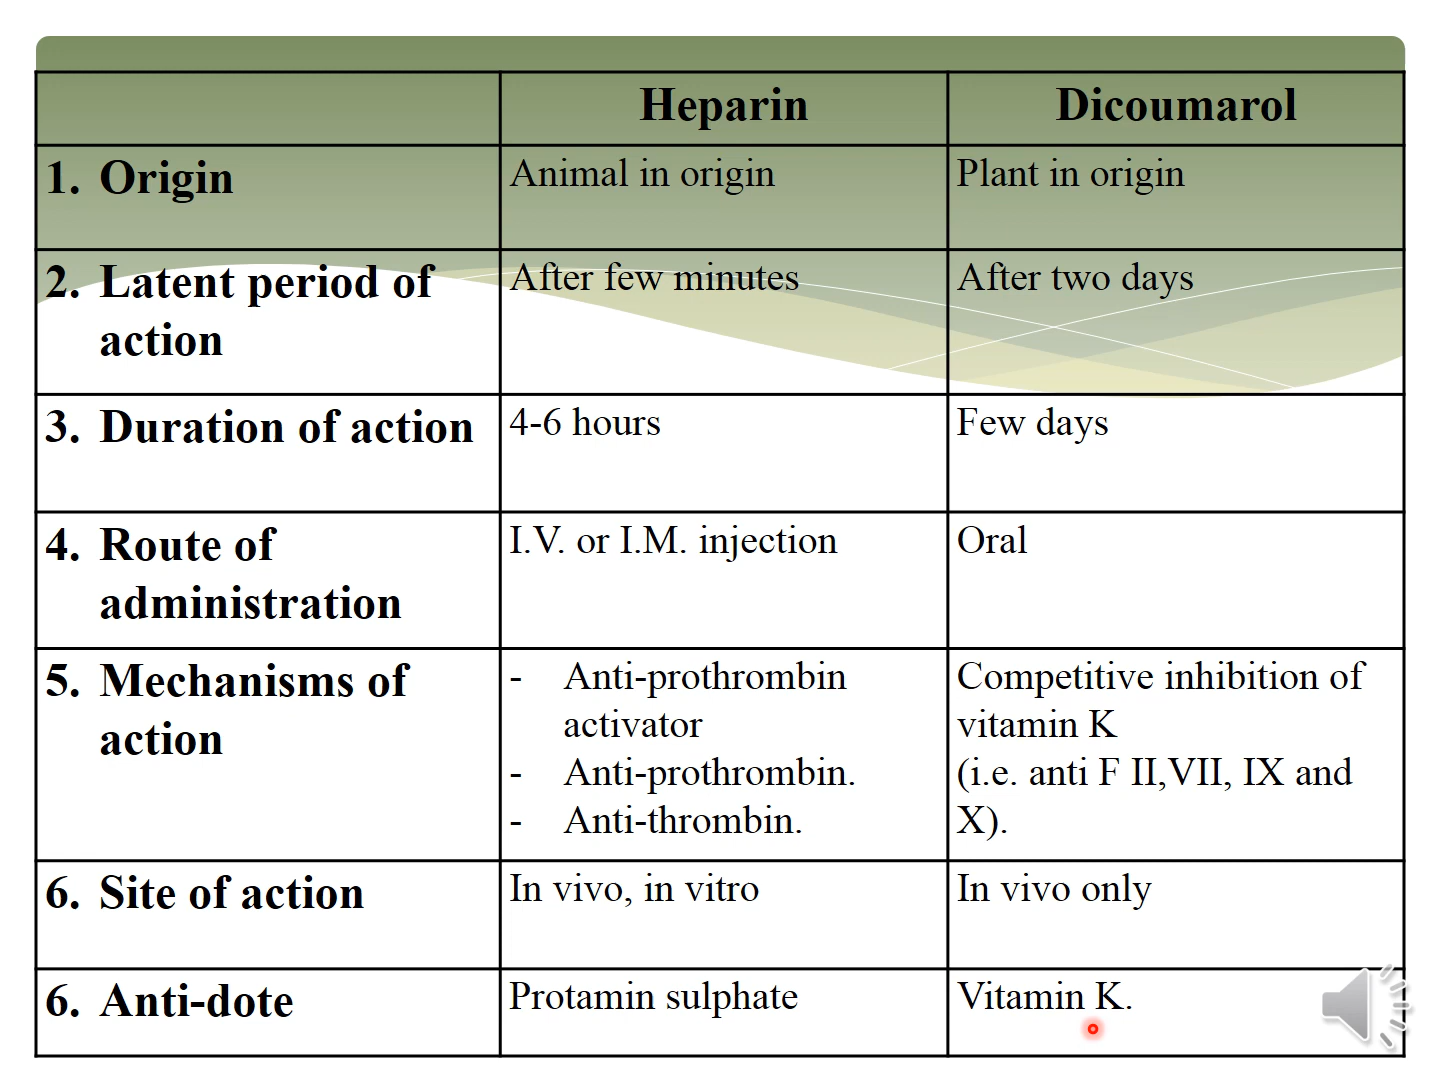 Heparin
Dicoumarol
1. Origin
Animal in origin
Plant in origin
2. Latent period of
action
After few minutes
After two days
3. Duration of action
4-6 hours
Few days
4. Route of
administration
I.V. or I.M. injection
Oral
5. Mechanisms of
action
- Anti-prothrombin
activator
- Anti-prothrombin.
- Anti-thrombin.
Competitive inhibition of
vitamin K
(i.e. anti F II,VII, IX and
X).
6. Site of action
In vivo, in vitro
In vivo only
6. Anti-dote
Protamin sulphate
Vitamin K.